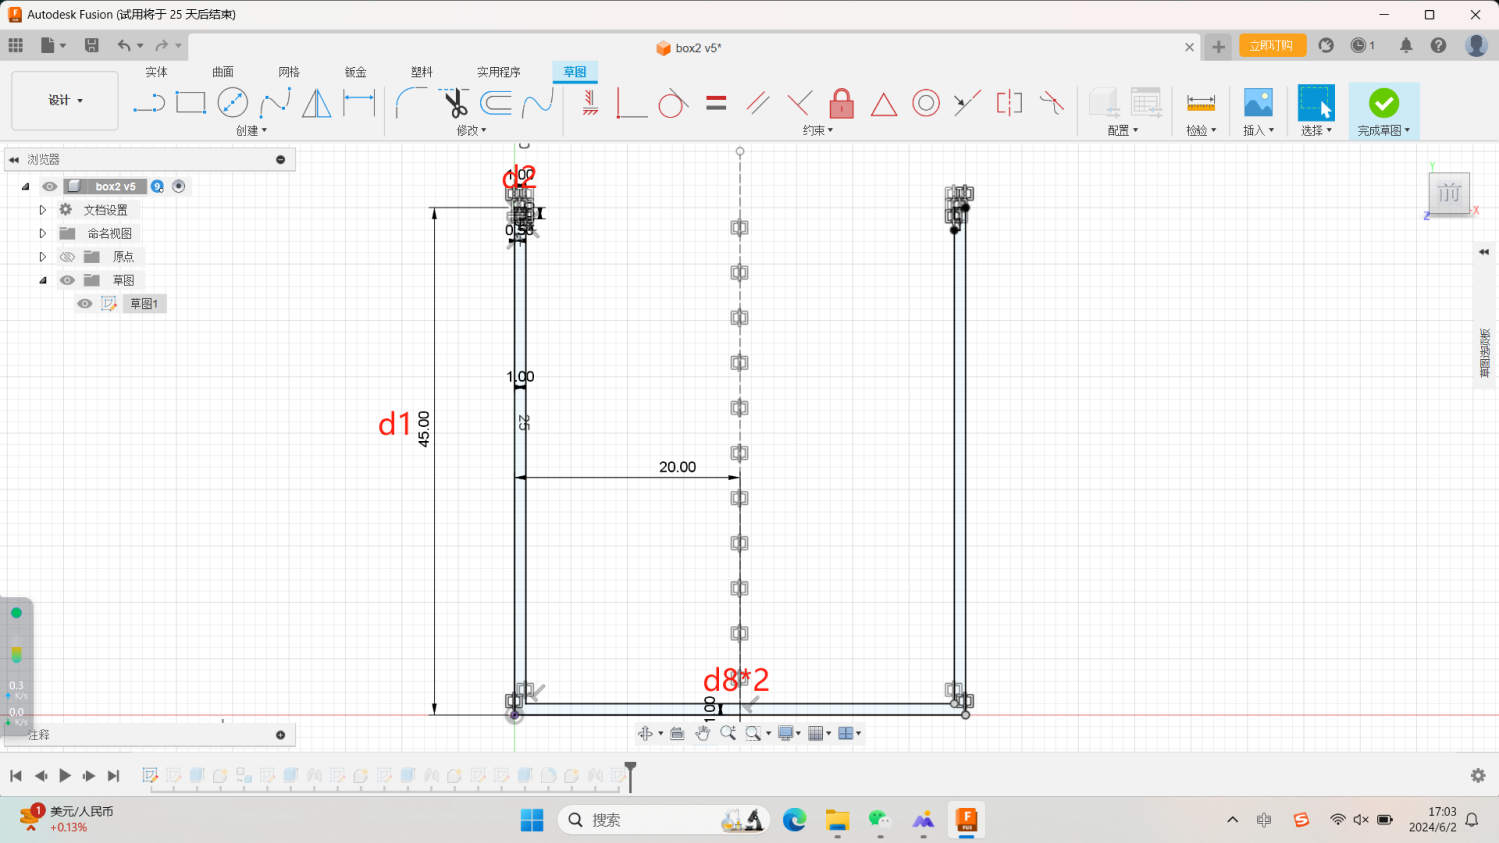 Autodesk Fusion (试用将于 25 天后结束)
box2 v5*
立即订购
1
设计
实体
曲面
网格
钣金
塑料
实用程序
草图
创建
修改
约束
配置
检验
插入
选择
完成草图
浏览器
box2 v5
文档设置
命名视图
原点
草图
草图1
1.00
d2
0.50
1.00
25
d1
45.00
20.00
d8*2
1.00
Y
前
X
Z
草图选项板
0.3
K/s
0.0
K/s
注释
1
美元/人民币
+0.13%
搜索
17:03
2024/6/2